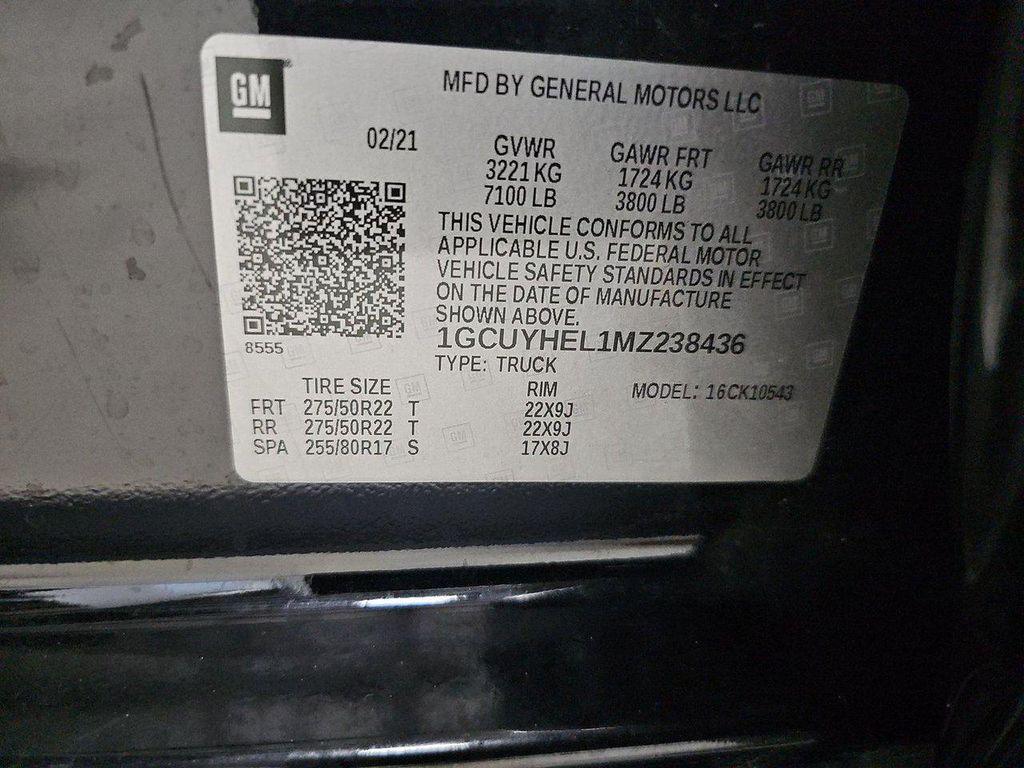 GM
MFD BY GENERAL MOTORS LLC
02/21
GVWR GAWR FRT GAWR RR
3221 KG 1724 KG 1724 KG
7100 LB 3800 LB 3800 LB
THIS VEHICLE CONFORMS TO ALL
APPLICABLE U.S. FEDERAL MOTOR
VEHICLE SAFETY STANDARDS IN EFFECT
ON THE DATE OF MANUFACTURE
SHOWN ABOVE.
8555
1GCUYHEL1MZ238436
TYPE: TRUCK
TIRE SIZE RIM MODEL: 16CK10543
FRT 275/50R22 T 22X9J
RR 275/50R22 T 22X9J
SPA 255/80R17 S 17X8J